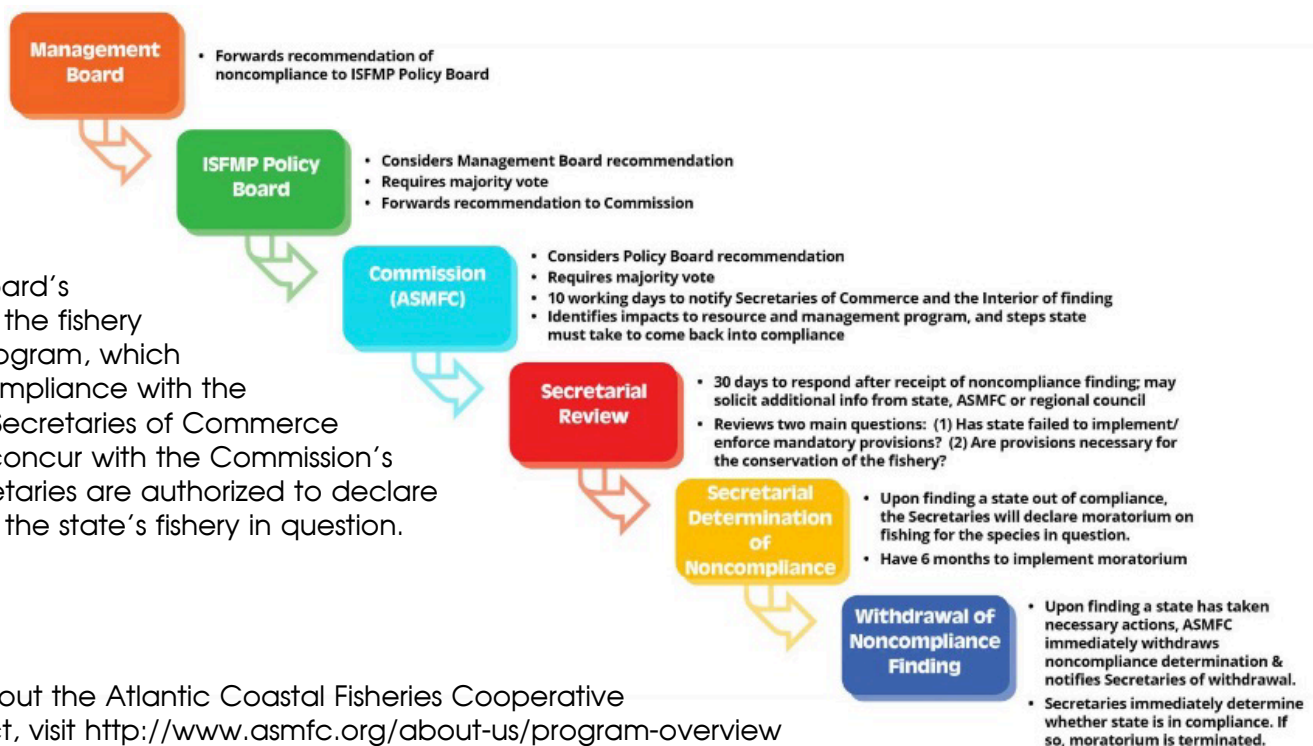 Management
Board
• Forwards recommendation of
noncompliance to ISFMP Policy Board
ISFMP Policy
Board
• Considers Management Board recommendation
• Requires majority vote
• Forwards recommendation to Commission
Commission
(ASMFC)
• Considers Policy Board recommendation
• Requires majority vote
• 10 working days to notify Secretaries of Commerce and the Interior of finding
• Identifies impacts to resource and management program, and steps state
must take to come back into compliance
the fishery
which
with the
Secretaries of Commerce
concur with the Commission's
are authorized to declare
the state's fishery in question.
Secretarial
Review
• 30 days to respond after receipt of noncompliance finding; may
solicit additional info from state, ASMFC or regional council
• Reviews two main questions: (1) Has state failed to implement/
enforce mandatory provisions? (2) Are provisions necessary for
the conservation of the fishery?
Secretarial
Determination
of
Noncompliance
• Upon finding a state out of compliance,
the Secretaries will declare moratorium on
fishing for the species in question.
• Have 6 months to implement moratorium
Withdrawal of
Noncompliance
Finding
• Upon finding a state has taken
necessary actions, ASMFC
immediately withdraws
noncompliance determination &
notifies Secretaries of withdrawal.
• Secretaries immediately determine
whether state is in compliance. If
so, moratorium is terminated.
the Atlantic Coastal Fisheries Cooperative
visit http://www.asmfc.org/about-us/program-overview